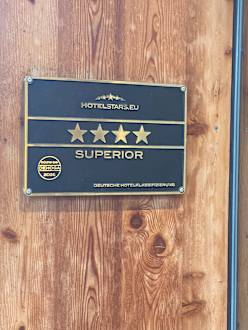 HOTELSTARS.EU
SUPERIOR
DEUTSCHE HOTELKLASSIFIZIERUNG